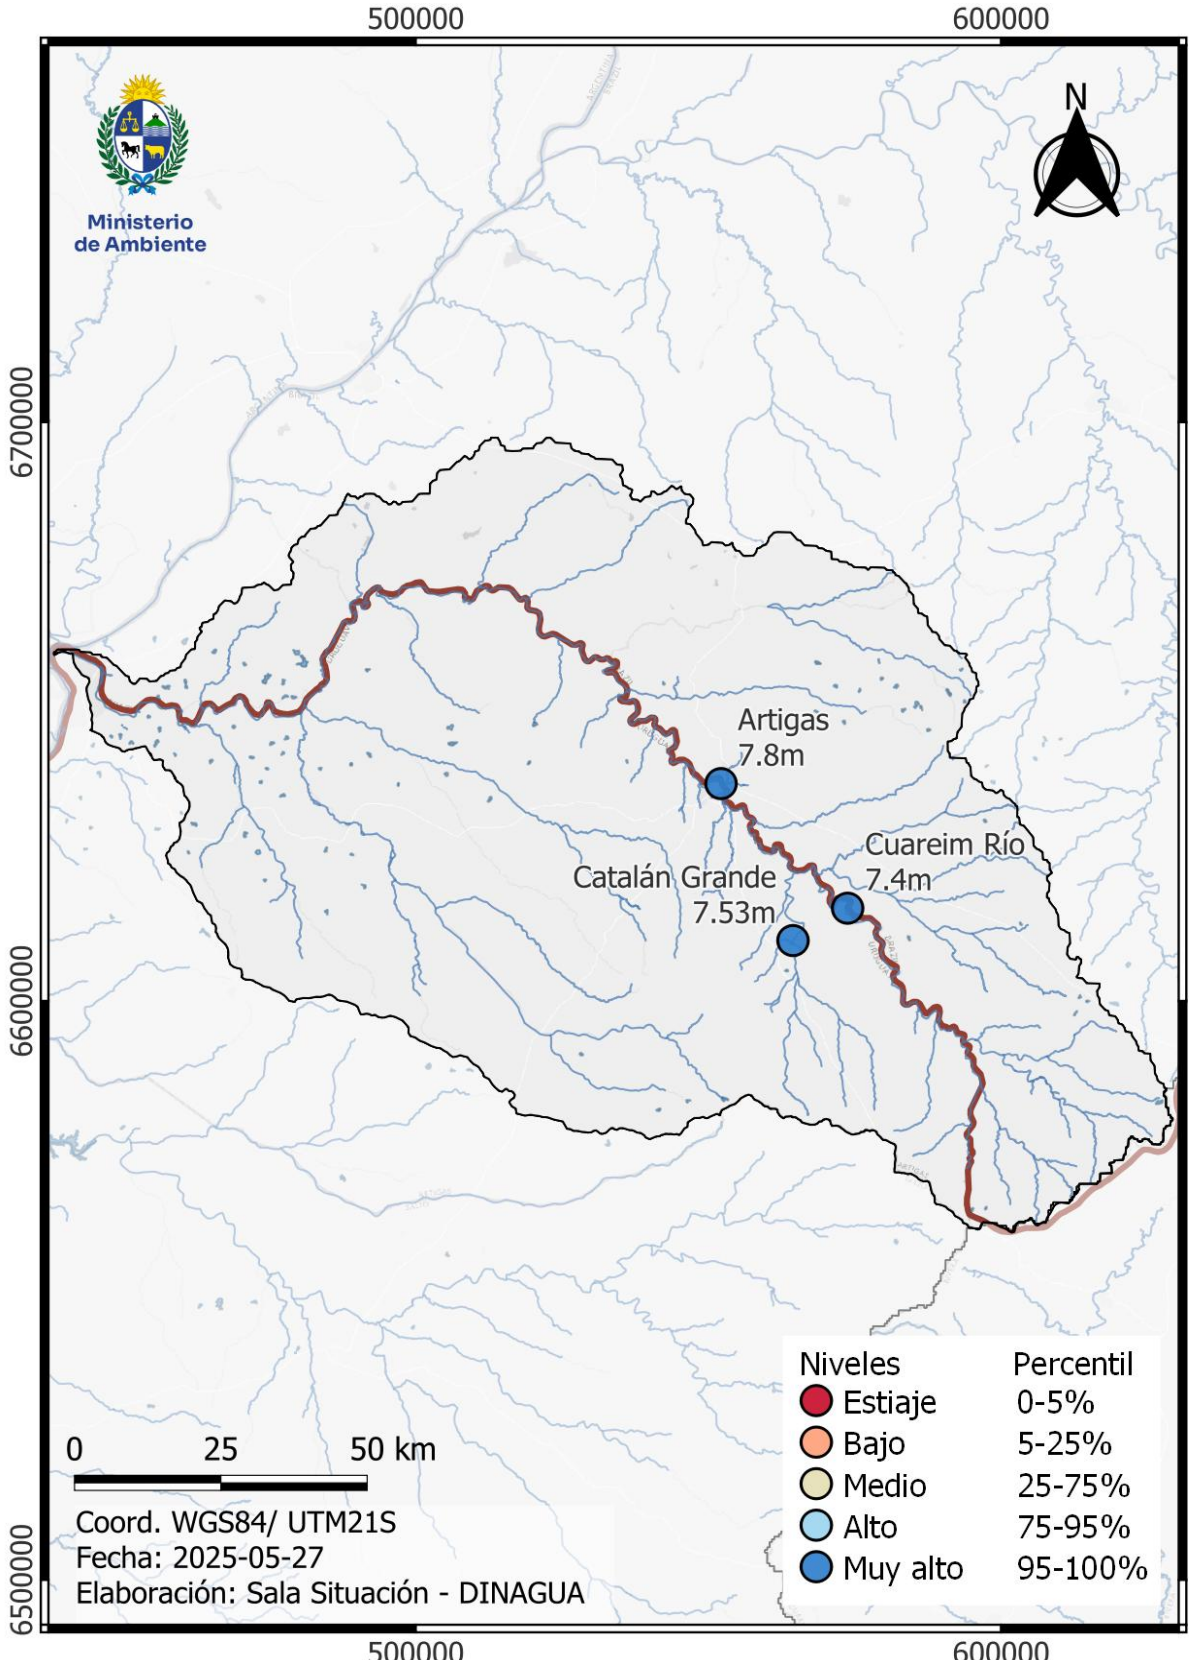 500000
600000
N
Ministerio
de Ambiente
6700000
Artigas
7.8m
Cuareim Río
7.4m
Catalán Grande
7.53m
6600000
ARTIGAS
Niveles Percentil
Estiaje 0-5%
Bajo 5-25%
Medio 25-75%
Alto 75-95%
Muy alto 95-100%
0 25 50 km
Coord. WGS84/ UTM21S
Fecha: 2025-05-27
Elaboración: Sala Situación - DINAGUA
6500000
500000
600000